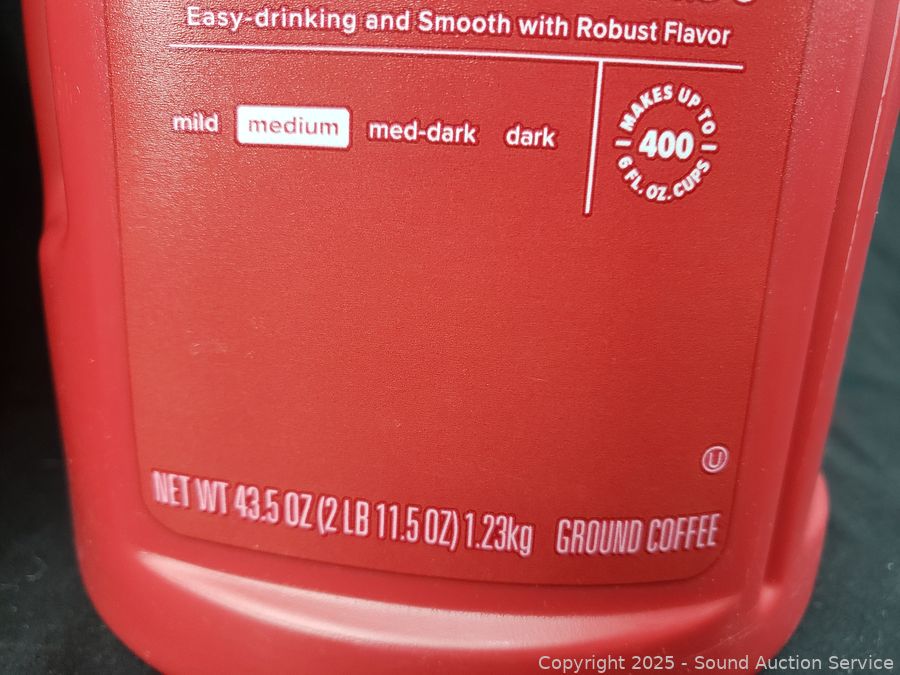 Easy-drinking and Smooth with Robust Flavor
mild medium med-dark dark
MAKES UP TO
400
6 FL. OZ. CUPS
U
NET WT 43.5 OZ (2 LB 11.5 OZ) 1.23kg GROUND COFFEE
Copyright 2025 - Sound Auction Service